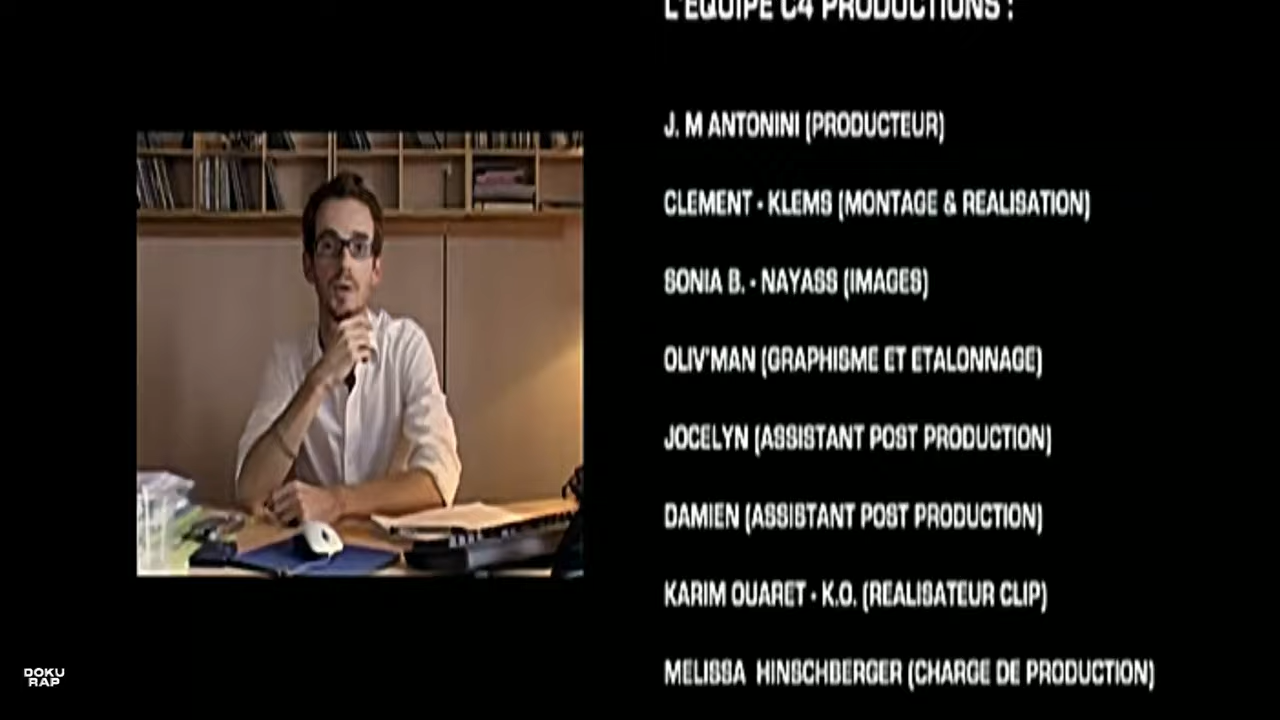 L'EQUIPE C4 PRODUCTIONS :
J. M ANTONINI (PRODUCTEUR)
CLEMENT - KLEMS (MONTAGE & REALISATION)
SONIA B. - NAYASS (IMAGES)
OLIV'MAN (GRAPHISME ET ETALONNAGE)
JOCELYN (ASSISTANT POST PRODUCTION)
DAMIEN (ASSISTANT POST PRODUCTION)
KARIM OUARET - K.O. (REALISATEUR CLIP)
MELISSA HINSCHBERGER (CHARGE DE PRODUCTION)
DOKU
RAP